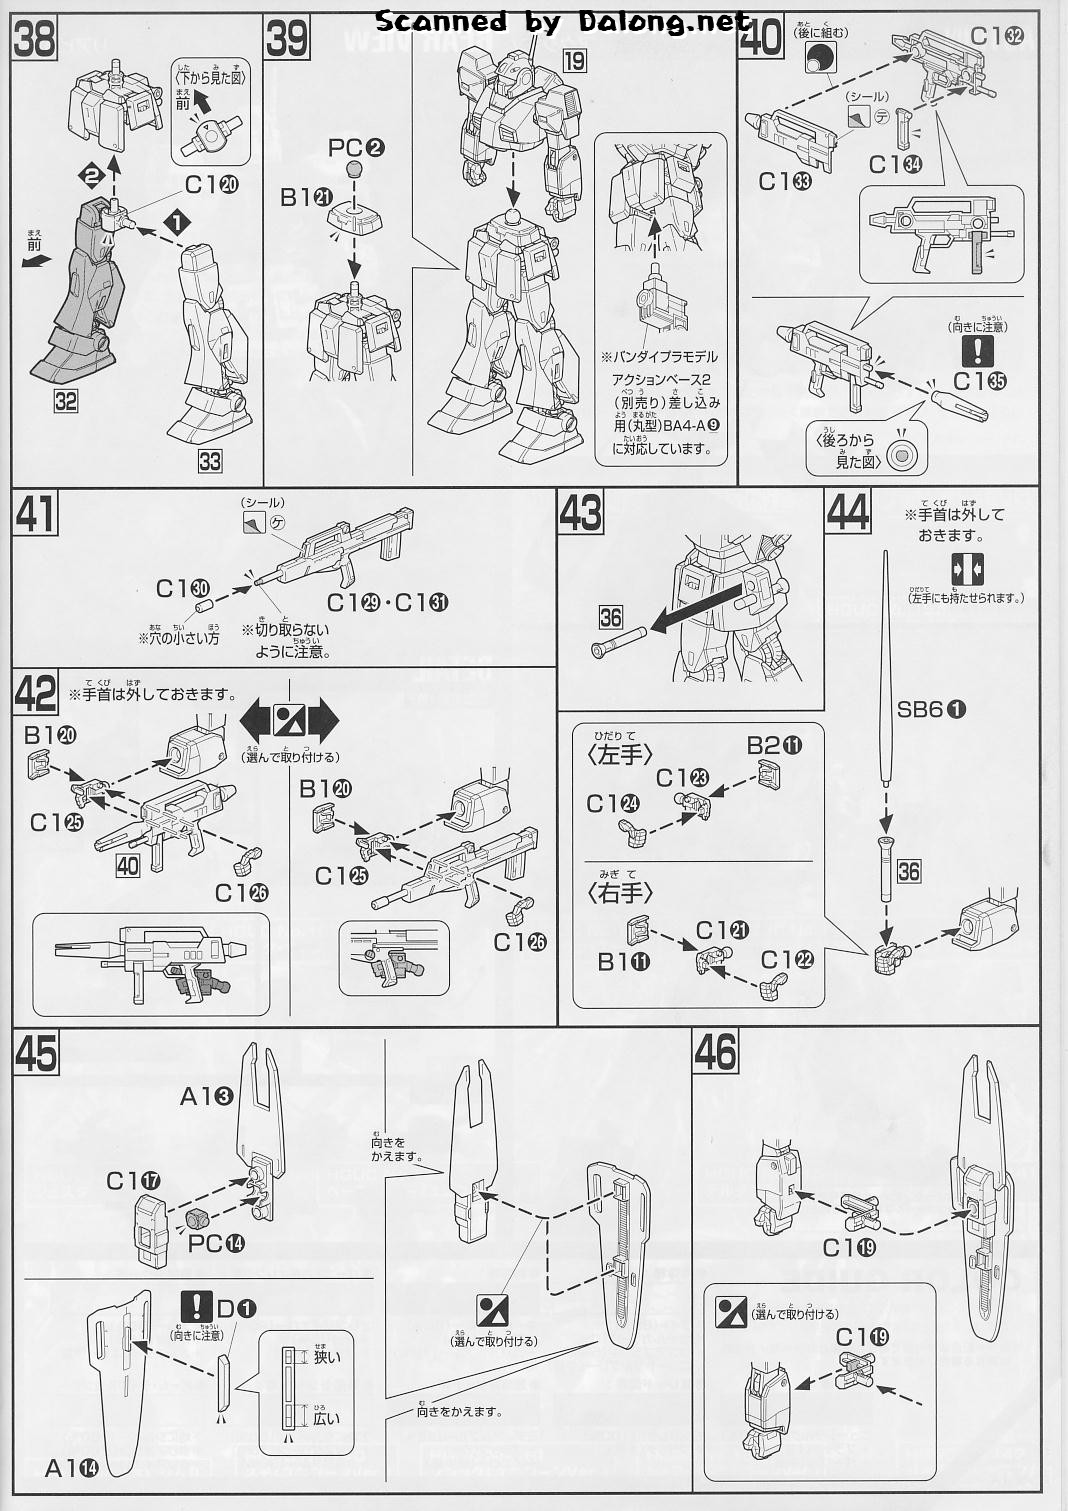 Scanned by Dalong.net
38
〈下から見た図〉
前
2
C1⑳
1
前
32
33
39
PC❷
B1㉑
19
※バンダイプラモデル
アクションベース2
(別売り)差し込み
用(丸型)BA4-A❾
に対応しています。
40
(後に組む)
C1㉜
(シール)
テ
C1㉝
C1㉞
(向きに注意)
C1㉟
〈後ろから
見た図〉
41
(シール)
ケ
C1㉚
※穴の小さい方
※切り取らない
ように注意。
C1㉙・C1㉛
42
※手首は外しておきます。
(選んで取り付ける)
B1⑳
C1㉕
40
C1㉖
B1⑳
C1㉕
C1㉖
43
36
〈左手〉
B2⑪
C1㉓
C1㉔
〈右手〉
B1⑪
C1㉑
C1㉒
44
※手首は外して
おきます。
(左手にも持たせられます。)
SB6❶
36
45
A1❸
C1⑰
PC⑭
向きを
かえます。
(選んで取り付ける)
(向きに注意)
D❶
狭い
広い
A1⑭
向きをかえます。
46
C1⑲
(選んで取り付ける)
C1⑲